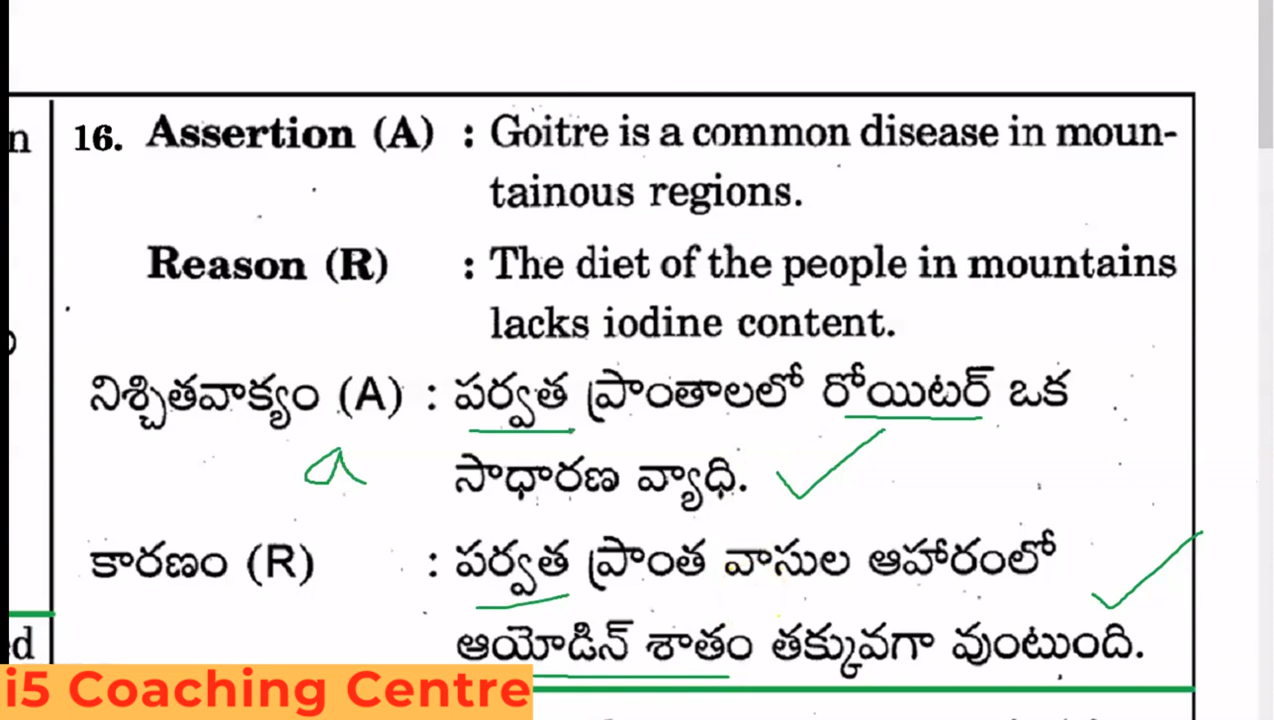 n
16. Assertion (A) : Goitre is a common disease in moun-
tainous regions.
Reason (R) : The diet of the people in mountains
lacks iodine content.
నిశ్చితవాక్యం (A) : పర్వత ప్రాంతాలలో రోయిటర్ ఒక
a
సాధారణ వ్యాధి.
కారణం (R) : పర్వత ప్రాంత వాసుల ఆహారంలో
ఆయోడిన్ శాతం తక్కువగా వుంటుంది.
ed
i5 Coaching Centre